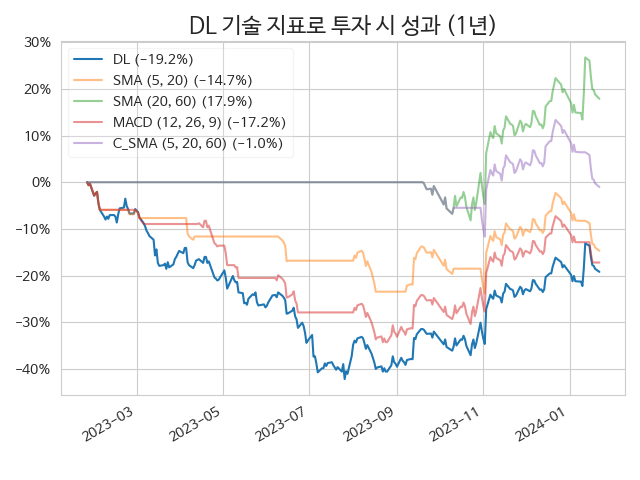 DL 기술 지표로 투자 시 성과 (1년)
30%
20%
10%
0%
−10%
−20%
−30%
−40%
DL (−19.2%)
SMA (5, 20) (−14.7%)
SMA (20, 60) (17.9%)
MACD (12, 26, 9) (−17.2%)
C_SMA (5, 20, 60) (−1.0%)
2023−03
2023−05
2023−07
2023−09
2023−11
2024−01